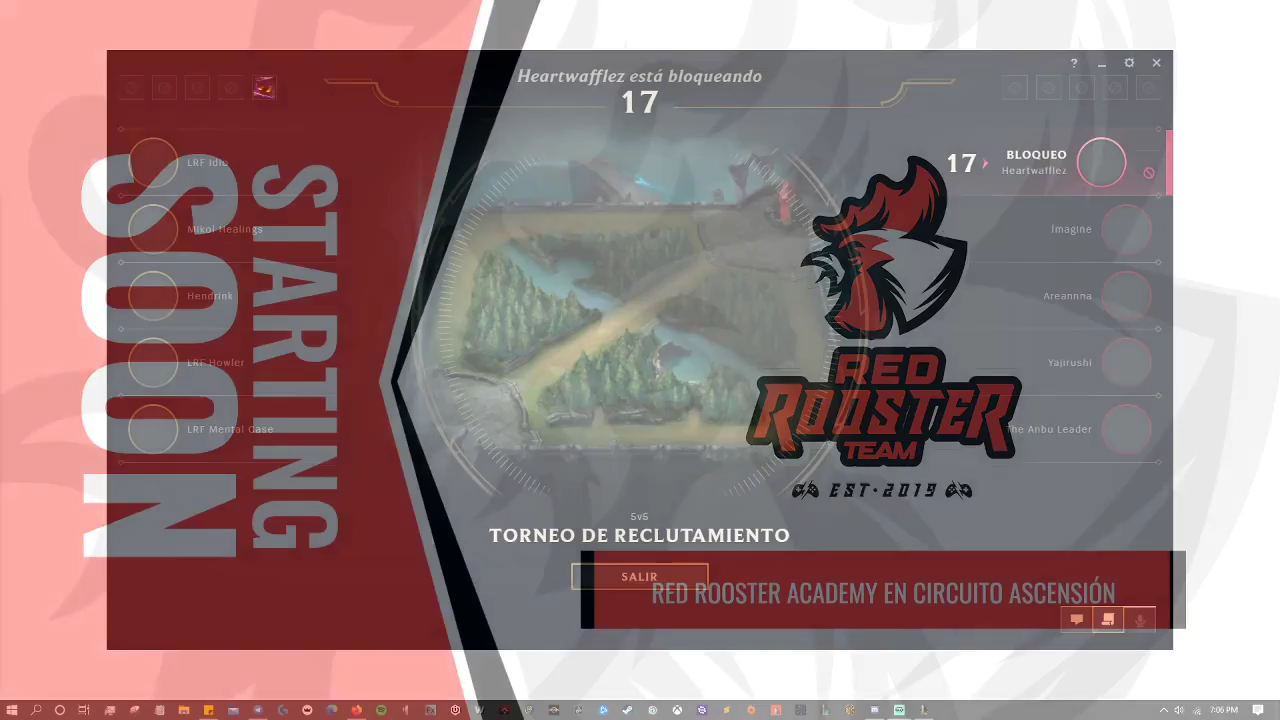 Heartwafflez está bloqueando
17
STARTING
SOON
LRF Idio
Mikol Healings
Hendrink
LRF Howler
LRF Mental Case
17
BLOQUEO
Heartwafflez
Imagine
Areannna
Yajirushi
The Anbu Leader
RED
ROOSTER
TEAM
EST·2019
5v5
TORNEO DE RECLUTAMIENTO
SALIR
RED ROOSTER ACADEMY EN CIRCUITO ASCENSIÓN
7:06 PM